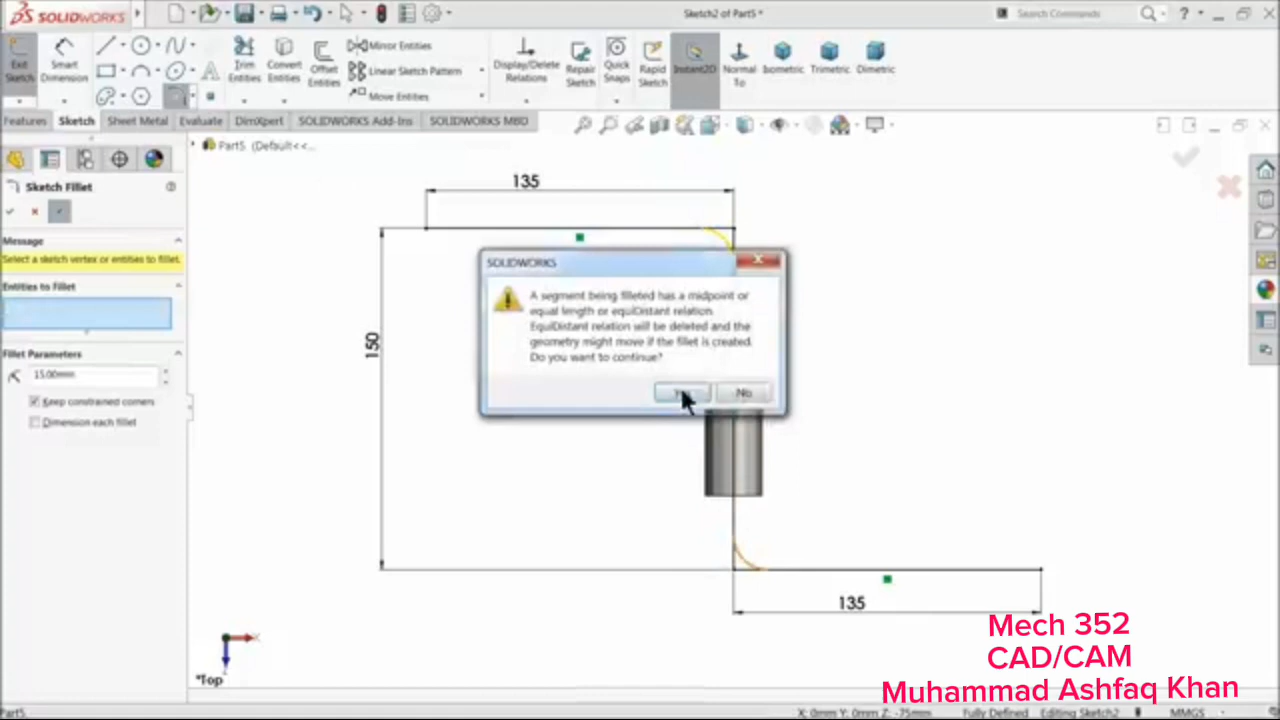 SOLIDWORKS
Sketch2 of Part5 *
Search Commands
Exit Sketch
Smart Dimension
Trim Entities
Convert Entities
Offset Entities
Mirror Entities
Linear Sketch Pattern
Move Entities
Display/Delete Relations
Repair Sketch
Quick Snaps
Rapid Sketch
Instant2D
Normal To
Isometric
Trimetric
Dimetric
Features
Sketch
Sheet Metal
Evaluate
DimXpert
SOLIDWORKS Add-Ins
SOLIDWORKS MBD
Part5 (Default<<...
Sketch Fillet
Message
Select a sketch vertex or entities to fillet.
Entities to Fillet
Fillet Parameters
15.00mm
Keep constrained corners
Dimension each fillet
135
150
SOLIDWORKS
A segment being filleted has a midpoint or
equal length or equiDistant relation.
EquiDistant relation will be deleted and the
geometry might move if the fillet is created.
Do you want to continue?
No
135
*Top
Mech 352
CAD/CAM
Muhammad Ashfaq Khan
Part5
X: 0mm Y: 0mm Z: -75mm
Fully Defined
Editing Sketch2
MMGS